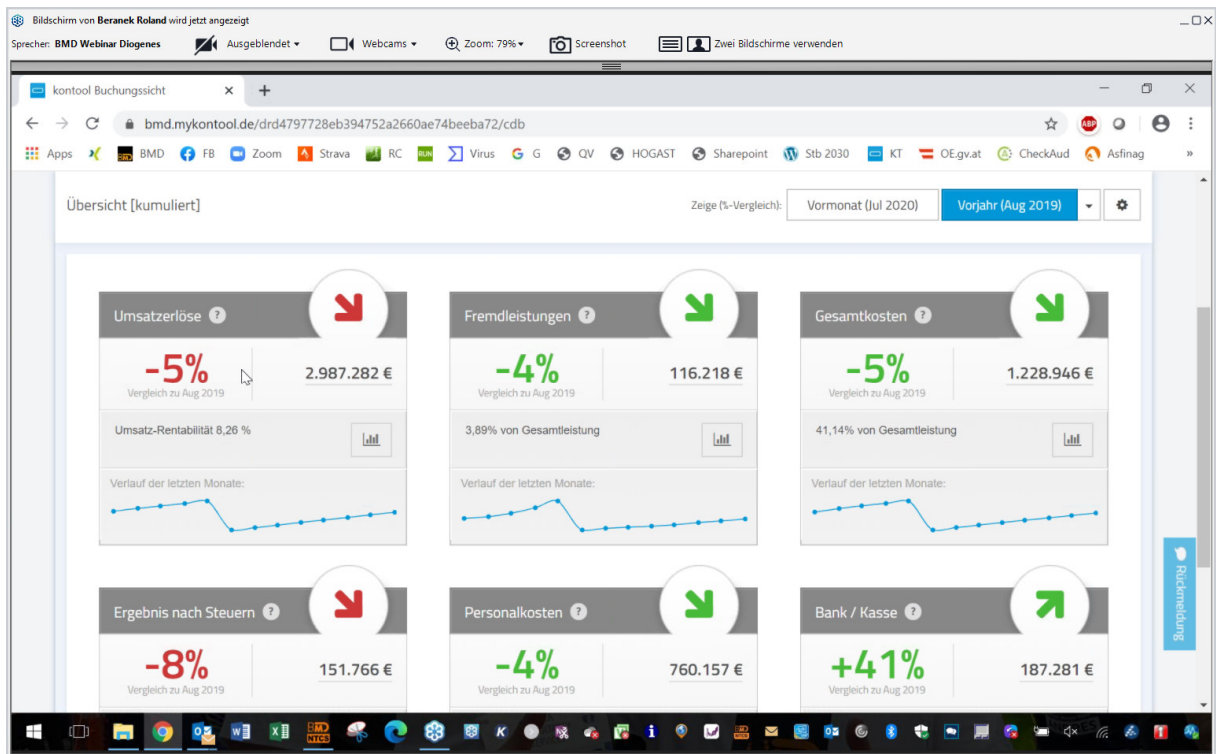 Bildschirm von Beranek Roland wird jetzt angezeigt
Sprecher: BMD Webinar Diogenes Ausgeblendet Webcams Zoom: 79% Screenshot Zwei Bildschirme verwenden
kontool Buchungssicht
bmd.mykontool.de/drd4797728eb394752a2660ae74beeba72/cdb ABP
Apps BMD FB Zoom Strava RC RUN Virus G QV HOGAST Sharepoint Stb 2030 KT OE.gv.at CheckAud Asfinag »
Übersicht [kumuliert] Zeige (%-Vergleich): Vormonat (Jul 2020) Vorjahr (Aug 2019)
Umsatzerlöse ?
-5% 2.987.282 €
Vergleich zu Aug 2019
Umsatz-Rentabilität 8,26 %
Verlauf der letzten Monate:
Fremdleistungen ?
-4% 116.218 €
Vergleich zu Aug 2019
3,89% von Gesamtleistung
Verlauf der letzten Monate:
Gesamtkosten ?
-5% 1.228.946 €
Vergleich zu Aug 2019
41,14% von Gesamtleistung
Verlauf der letzten Monate:
Ergebnis nach Steuern ?
-8% 151.766 €
Vergleich zu Aug 2019
Personalkosten ?
-4% 760.157 €
Vergleich zu Aug 2019
Bank / Kasse ?
+41% 187.281 €
Vergleich zu Aug 2019
Rückmeldung
BMD
NTCS